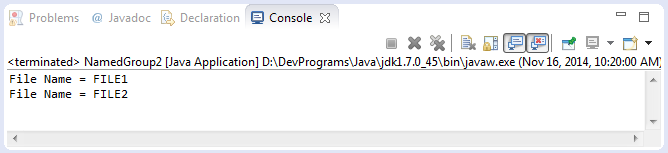 Problems @ Javadoc Declaration Console
<terminated> NamedGroup2 [Java Application] D:\DevPrograms\Java\jdk1.7.0_45\bin\javaw.exe (Nov 16, 2014, 10:20:00 AM)
File Name = FILE1
File Name = FILE2